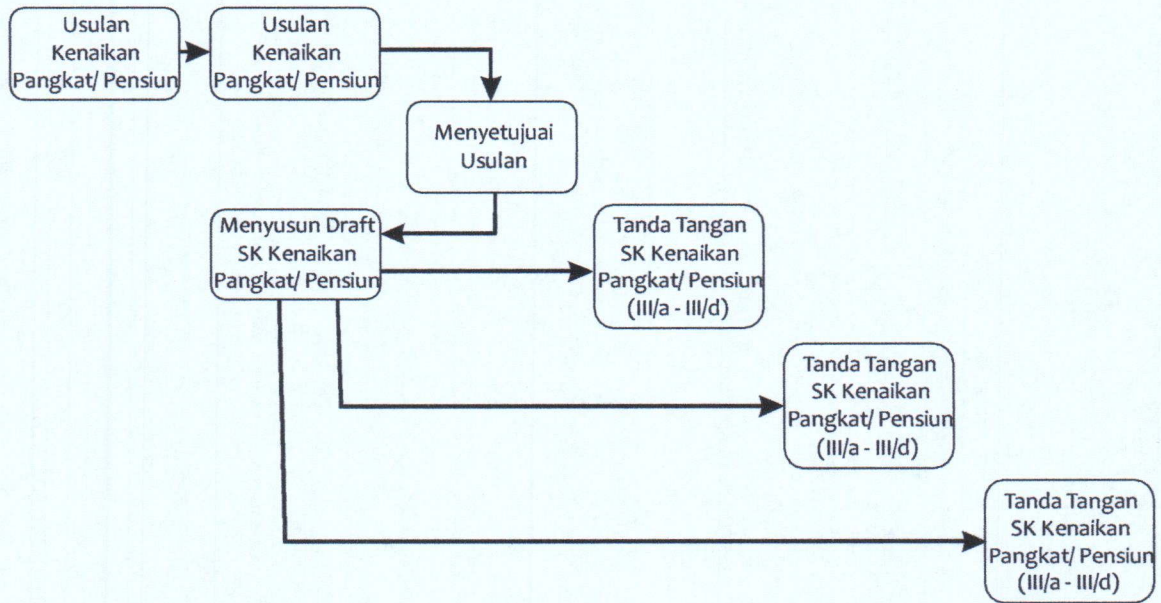 Usulan
Kenaikan
Pangkat/ Pensiun
Usulan
Kenaikan
Pangkat/ Pensiun
Menyetujuai
Usulan
Menyusun Draft
SK Kenaikan
Pangkat/ Pensiun
Tanda Tangan
SK Kenaikan
Pangkat/ Pensiun
(III/a - III/d)
Tanda Tangan
SK Kenaikan
Pangkat/ Pensiun
(III/a - III/d)
Tanda Tangan
SK Kenaikan
Pangkat/ Pensiun
(III/a - III/d)